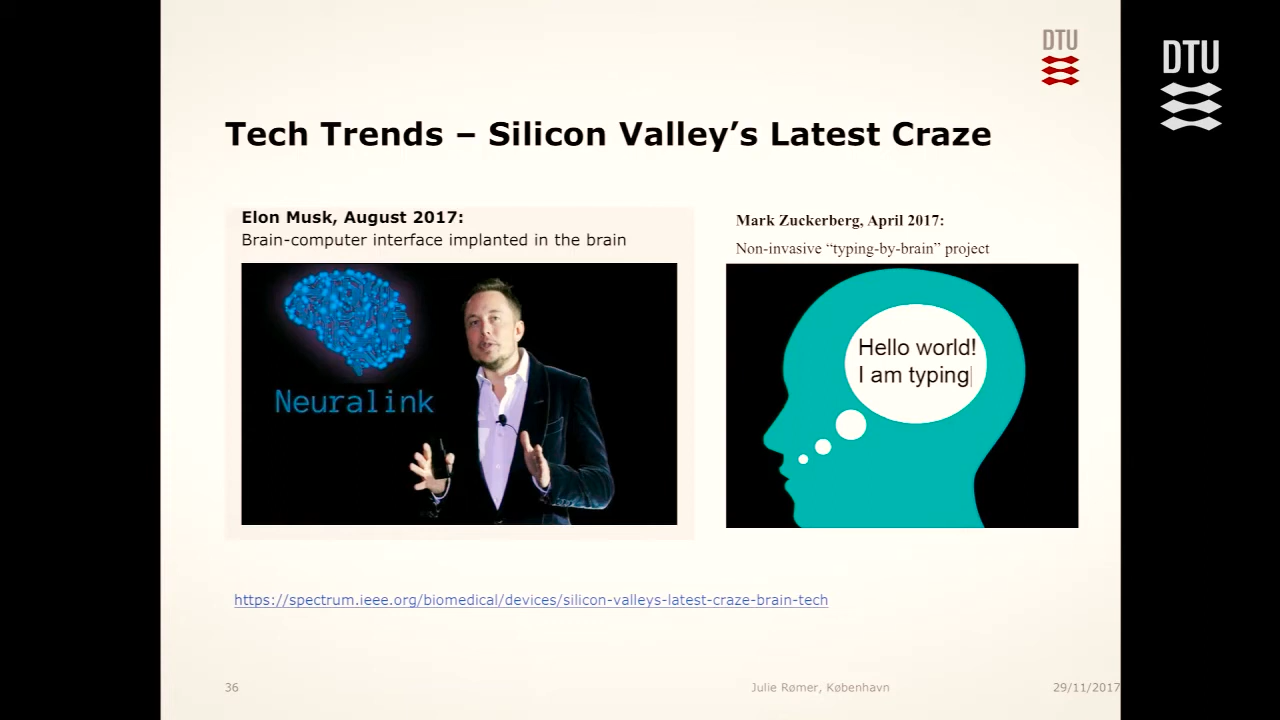 DTU
DTU
Tech Trends – Silicon Valley’s Latest Craze
Elon Musk, August 2017:
Brain-computer interface implanted in the brain
Neuralink
Mark Zuckerberg, April 2017:
Non-invasive “typing-by-brain” project
Hello world!
I am typing
https://spectrum.ieee.org/biomedical/devices/silicon-valleys-latest-craze-brain-tech
36
Julie Rømer, København
29/11/2017